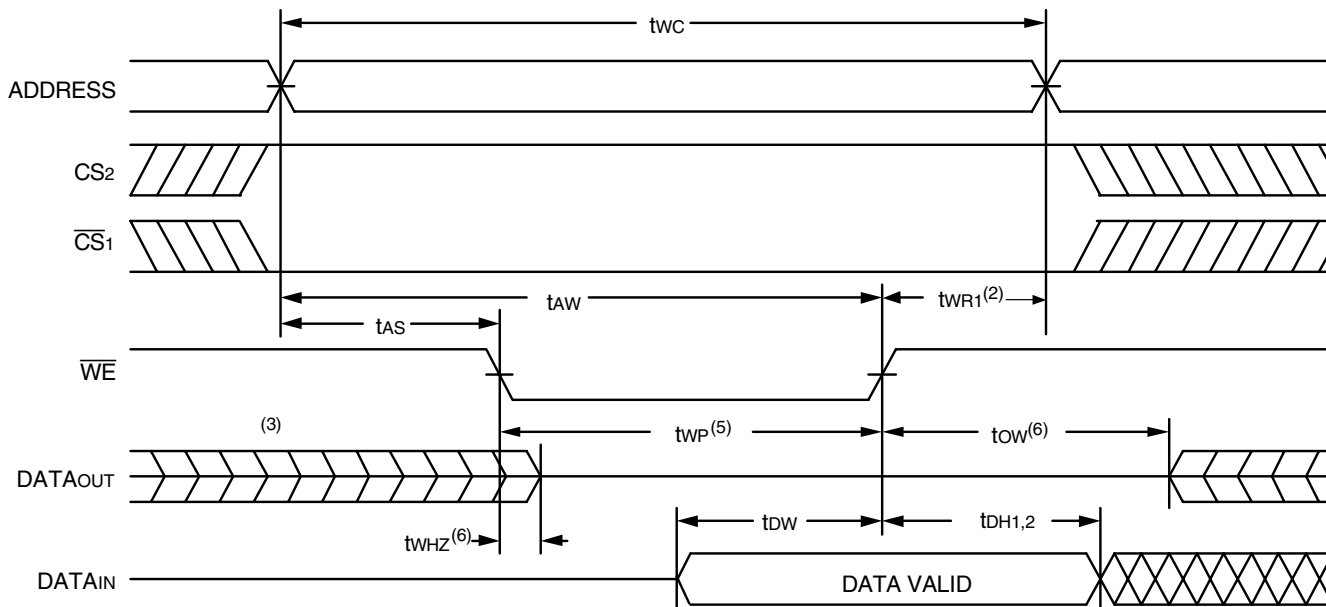 tWC
ADDRESS
CS2
CS1
tAW
tWR1(2)
tAS
WE
(3)
tWP(5)
tOW(6)
DATAOUT
tDW
tDH1,2
tWHZ(6)
DATAIN
DATA VALID